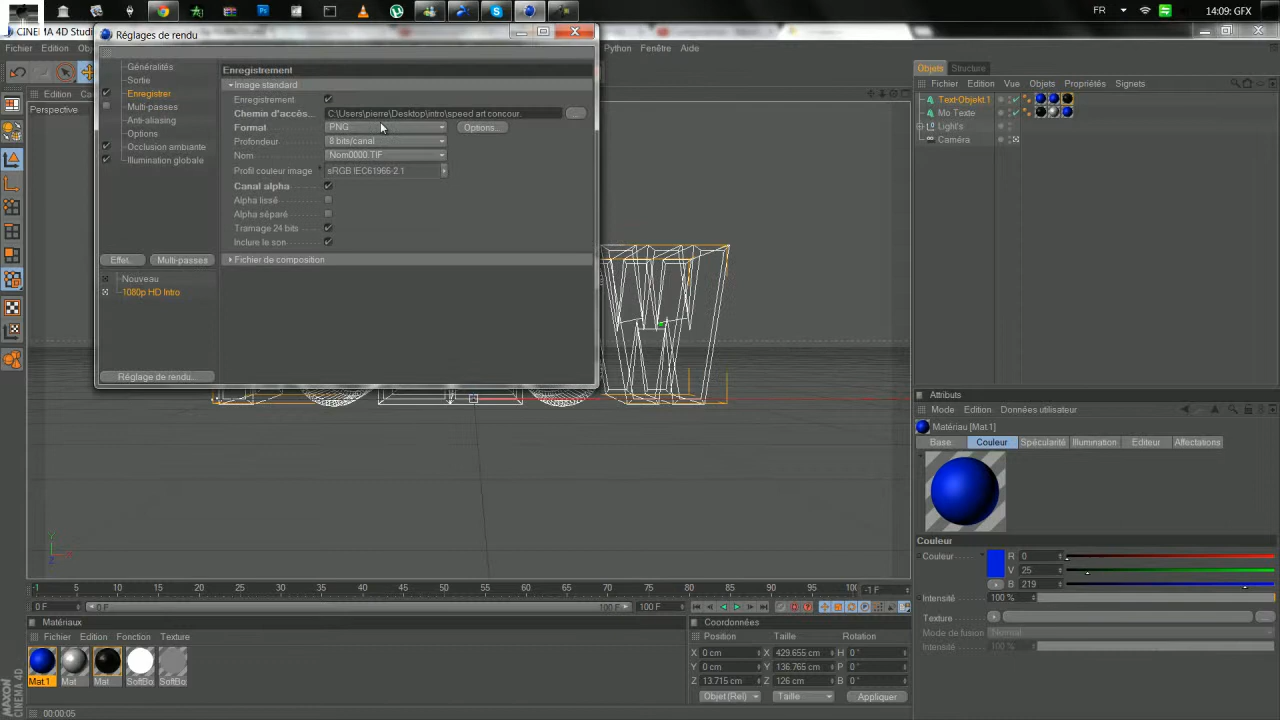 FR 14:09: GFX
CINEMA 4D Studi
Réglages de rendu
Fichier Edition Python Fenêtre Aide
Objets Structure
Fichier Edition Vue Objets Propriétés Signets
Edition
Perspective
Généralités
Sortie
Enregistrer
Multi-passes
Anti-aliasing
Options
Occlusion ambiante
Illumination globale
Effet... Multi-passes
Nouveau
1080p HD Intro
Réglage de rendu...
Enregistrement
Image standard
Enregistrement
Chemin d'accès... C:\Users\pierre\Desktop\intro\speed art concour.
Format PNG Options...
Profondeur 8 bits/canal
Nom Nom0000.TIF
Profil couleur image sRGB IEC61966-2.1
Canal alpha
Alpha lissé
Alpha séparé
Tramage 24 bits
Inclure le son
Fichier de composition
Text-Objekt.1
Mo Texte
Light's
Caméra
Attributs
Mode Edition Données utilisateur
Matériau [Mat.1]
Base Couleur Spécularité Illumination Editeur Affectations
Couleur
Couleur R 0
V 25
B 219
Intensité 100 %
Texture
Mode de fusion Normal
Intensité 100 %
Y X Z
-1 5 10 15 20 25 30 35 40 45 50 55 60 65 70 75 80 85 90 95 100 -1 F
0 F 0 F 100 F 100 F
Matériaux
Fichier Edition Fonction Texture
Mat.1 Mat Mat SoftBo SoftBo
Coordonnées
Position Taille Rotation
X 0 cm X 429.655 cm H 0 °
Y 0 cm Y 136.765 cm P 0 °
Z 13.715 cm Z 126 cm B 0 °
Objet (Rel) Taille Appliquer
MAXON CINEMA 4D
00:00:05